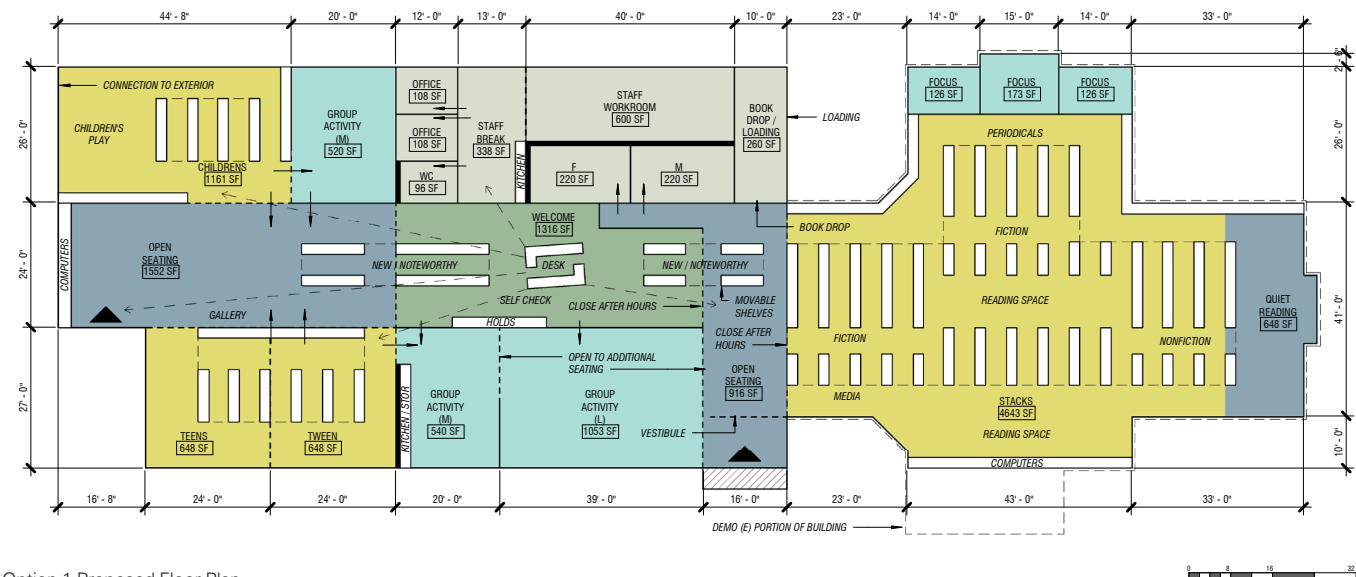 44' - 8"
20' - 0"
12' - 0"
13' - 0"
40' - 0"
10' - 0"
23' - 0"
14' - 0"
15' - 0"
14' - 0"
33' - 0"
26' - 0"
24' - 0"
27' - 0"
CONNECTION TO EXTERIOR
CHILDREN'S
PLAY
CHILDRENS
1161 SF
GROUP
ACTIVITY
(M)
520 SF
OFFICE
108 SF
OFFICE
108 SF
WC
96 SF
STAFF
BREAK
338 SF
KITCHEN
STAFF
WORKROOM
600 SF
F
220 SF
M
220 SF
BOOK
DROP /
LOADING
260 SF
LOADING
BOOK DROP
FOCUS
126 SF
FOCUS
173 SF
FOCUS
126 SF
PERIODICALS
FICTION
READING SPACE
26' - 0"
41' - 0"
10' - 0"
COMPUTERS
OPEN
SEATING
1552 SF
GALLERY
NEW / NOTEWORTHY
WELCOME
1316 SF
DESK
SELF CHECK
HOLDS
NEW / NOTEWORTHY
CLOSE AFTER HOURS
MOVABLE
SHELVES
CLOSE AFTER
HOURS
OPEN TO ADDITIONAL
SEATING
OPEN
SEATING
916 SF
VESTIBULE
FICTION
MEDIA
NONFICTION
QUIET
READING
648 SF
STACKS
4643 SF
READING SPACE
COMPUTERS
TEENS
648 SF
TWEEN
648 SF
KITCHEN / STOR
GROUP
ACTIVITY
(M)
540 SF
GROUP
ACTIVITY
(L)
1053 SF
16' - 8"
24' - 0"
24' - 0"
20' - 0"
39' - 0"
16' - 0"
23' - 0"
43' - 0"
33' - 0"
DEMO (E) PORTION OF BUILDING
Option 1 Proposed Floor Plan
0 8 16 32